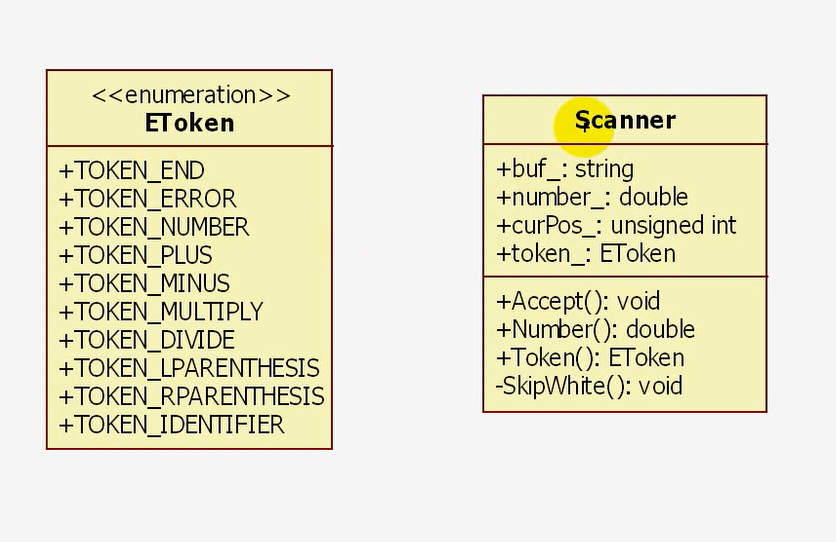 <<enumeration>>
EToken
+TOKEN_END
+TOKEN_ERROR
+TOKEN_NUMBER
+TOKEN_PLUS
+TOKEN_MINUS
+TOKEN_MULTIPLY
+TOKEN_DIVIDE
+TOKEN_LPARENTHESIS
+TOKEN_RPARENTHESIS
+TOKEN_IDENTIFIER
Scanner
+buf_: string
+number_: double
+curPos_: unsigned int
+token_: EToken
+Accept(): void
+Number(): double
+Token(): EToken
-SkipWhite(): void